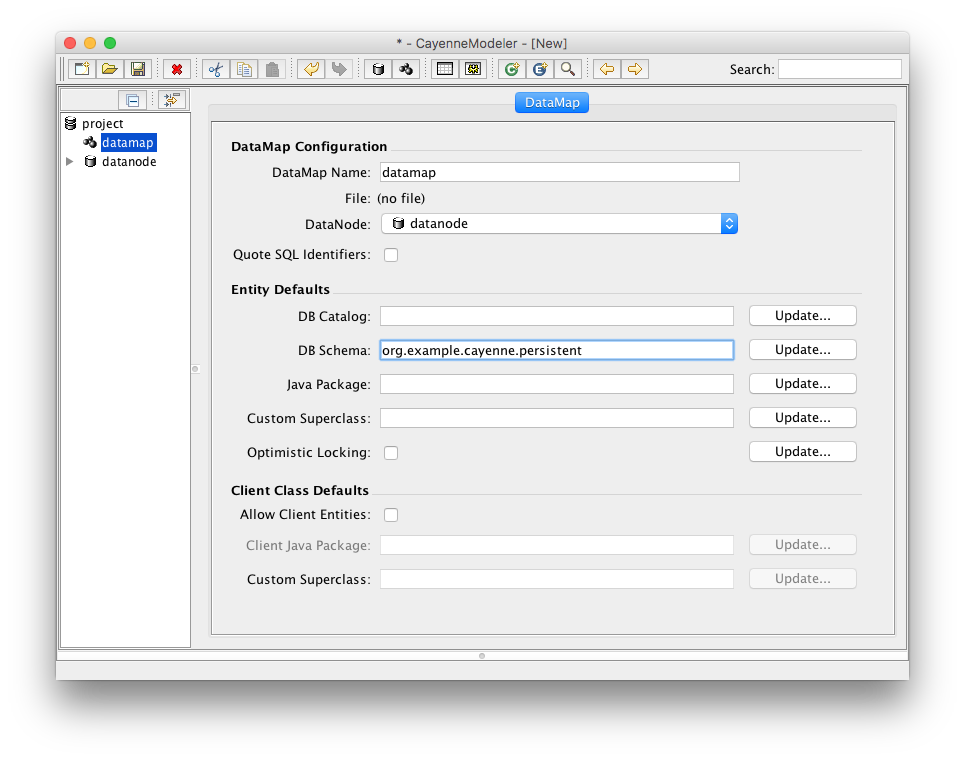 * - CayenneModeler - [New]
Search:
project
datamap
datanode
DataMap
DataMap Configuration
DataMap Name: datamap
File: (no file)
DataNode: datanode
Quote SQL Identifiers:
Entity Defaults
DB Catalog: Update...
DB Schema: org.example.cayenne.persistent Update...
Java Package: Update...
Custom Superclass: Update...
Optimistic Locking: Update...
Client Class Defaults
Allow Client Entities:
Client Java Package: Update...
Custom Superclass: Update...